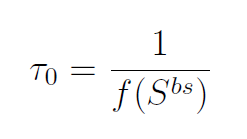 τ₀ = 1 / f(S^{bs})